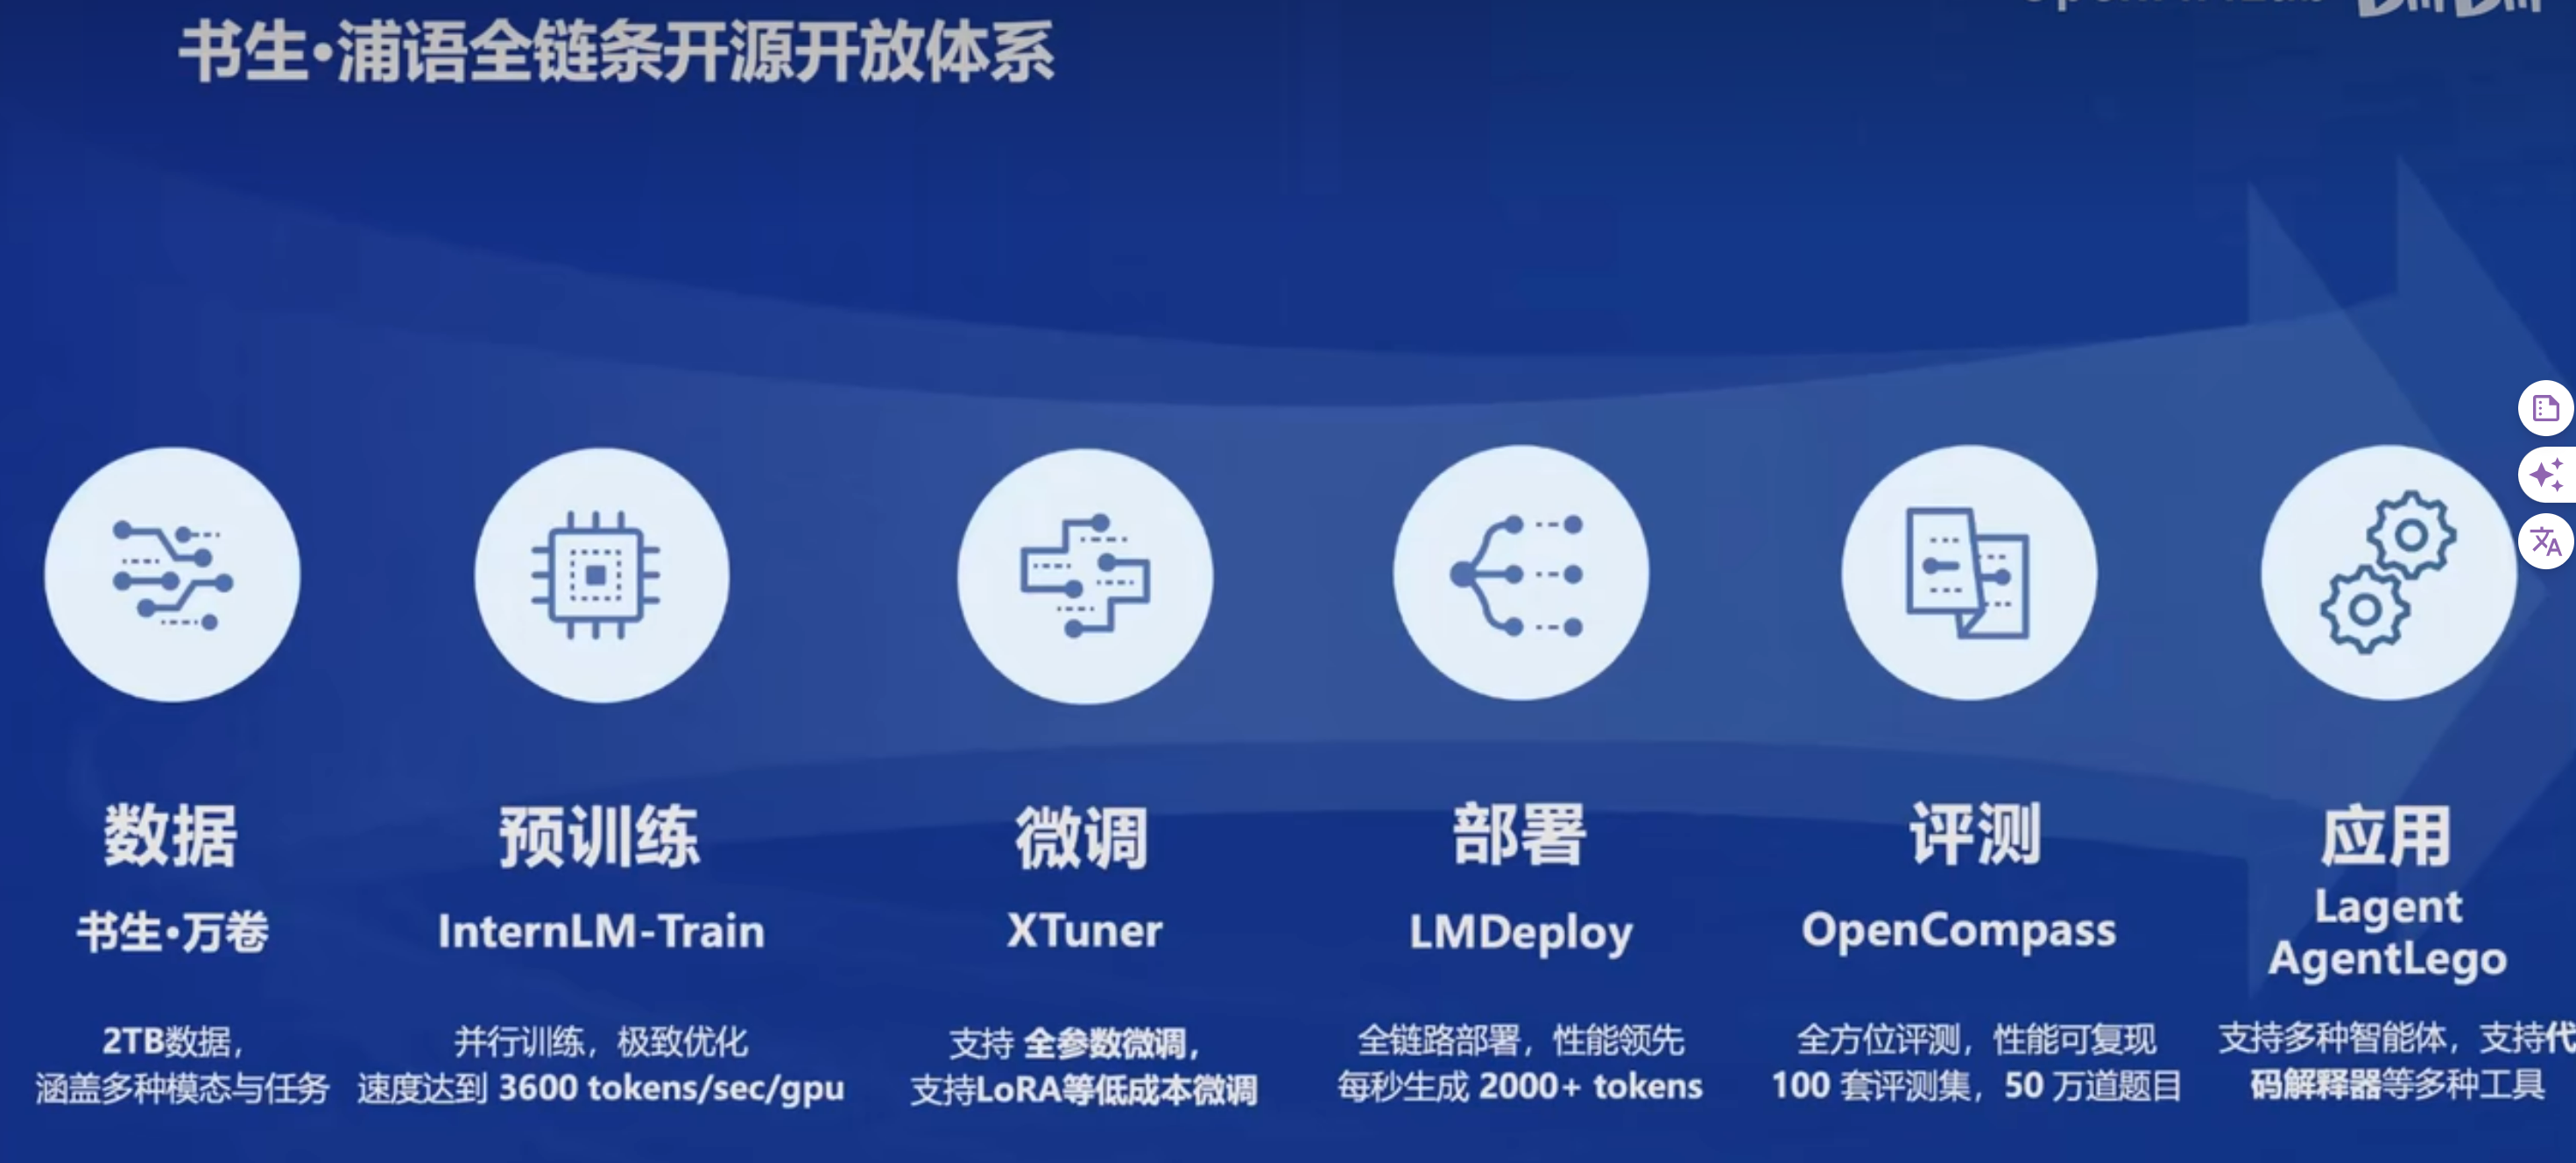 书生·浦语全链条开源开放体系
数据
书生·万卷
2TB数据，
涵盖多种模态与任务
预训练
InternLM-Train
并行训练，极致优化
速度达到 3600 tokens/sec/gpu
微调
XTuner
支持 全参数微调，
支持LoRA等低成本微调
部署
LMDeploy
全链路部署，性能领先
每秒生成 2000+ tokens
评测
OpenCompass
全方位评测，性能可复现
100 套评测集，50 万道题目
应用
Lagent
AgentLego
支持多种智能体，支持代
码解释器等多种工具